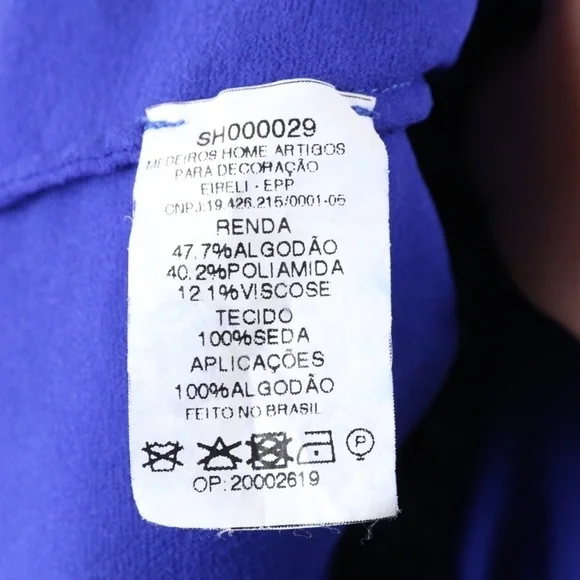 SH000029
MEDEIROS HOME ARTIGOS
PARA DECORAÇÃO
EIRELI - EPP
CNPJ:19.426.215/0001-05
RENDA
47.7%ALGODÃO
40.2%POLIAMIDA
12.1%VISCOSE
TECIDO
100%SEDA
APLICAÇÕES
100%ALGODÃO
FEITO NO BRASIL
P
OP:20002619